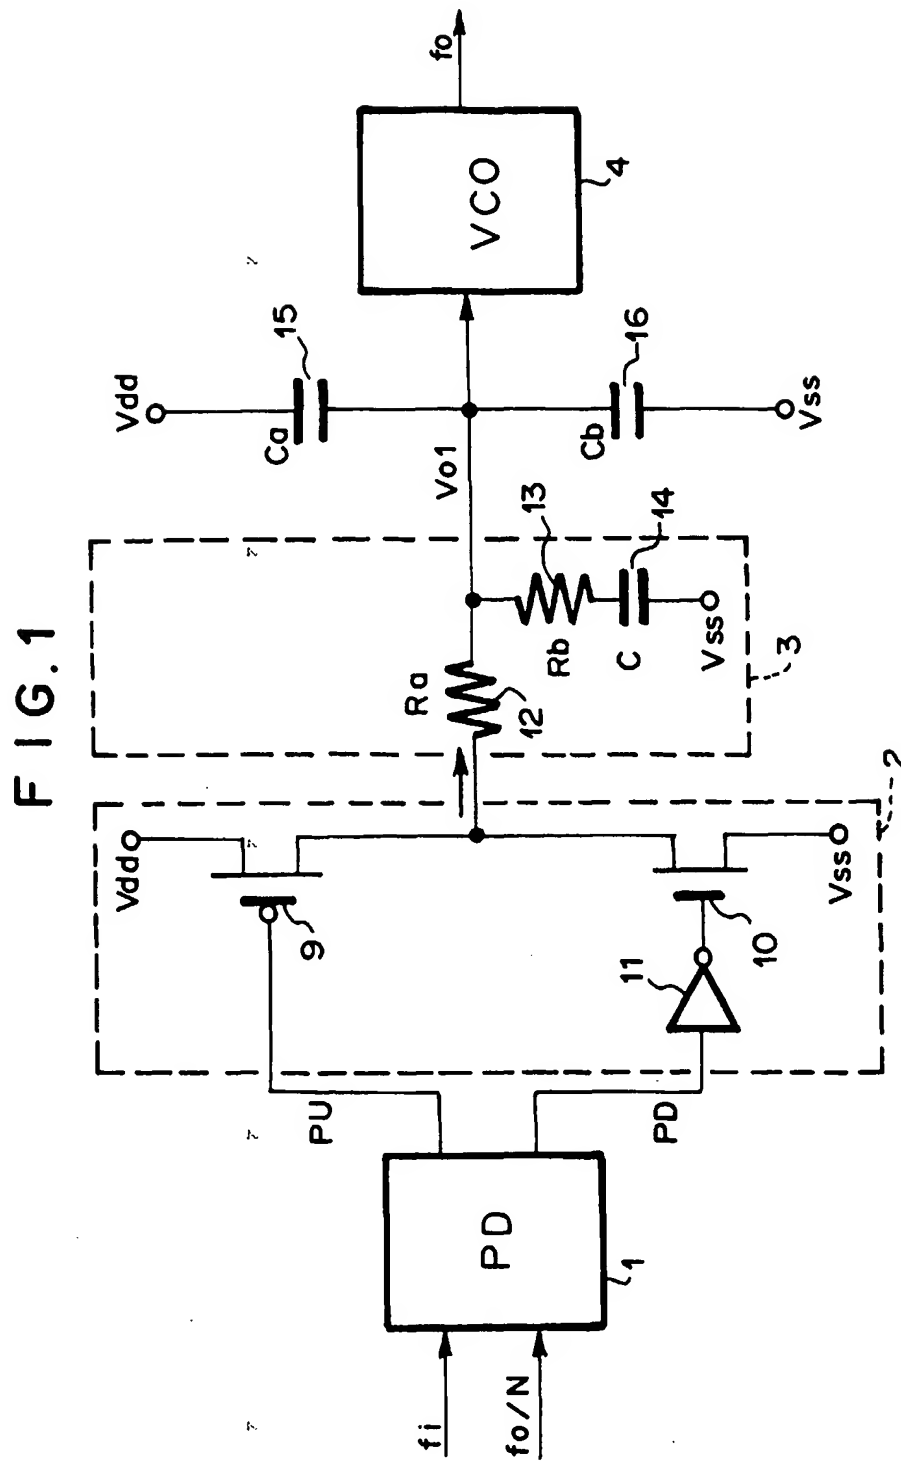 FIG. 1
fi
fo/N
PD
1
PU
PD
Vdd
9
11
10
Vss
2
Ra
12
Rb
13
C
14
Vss
3
Vo1
Vdd
Ca
15
Cb
16
Vss
VCO
4
fo